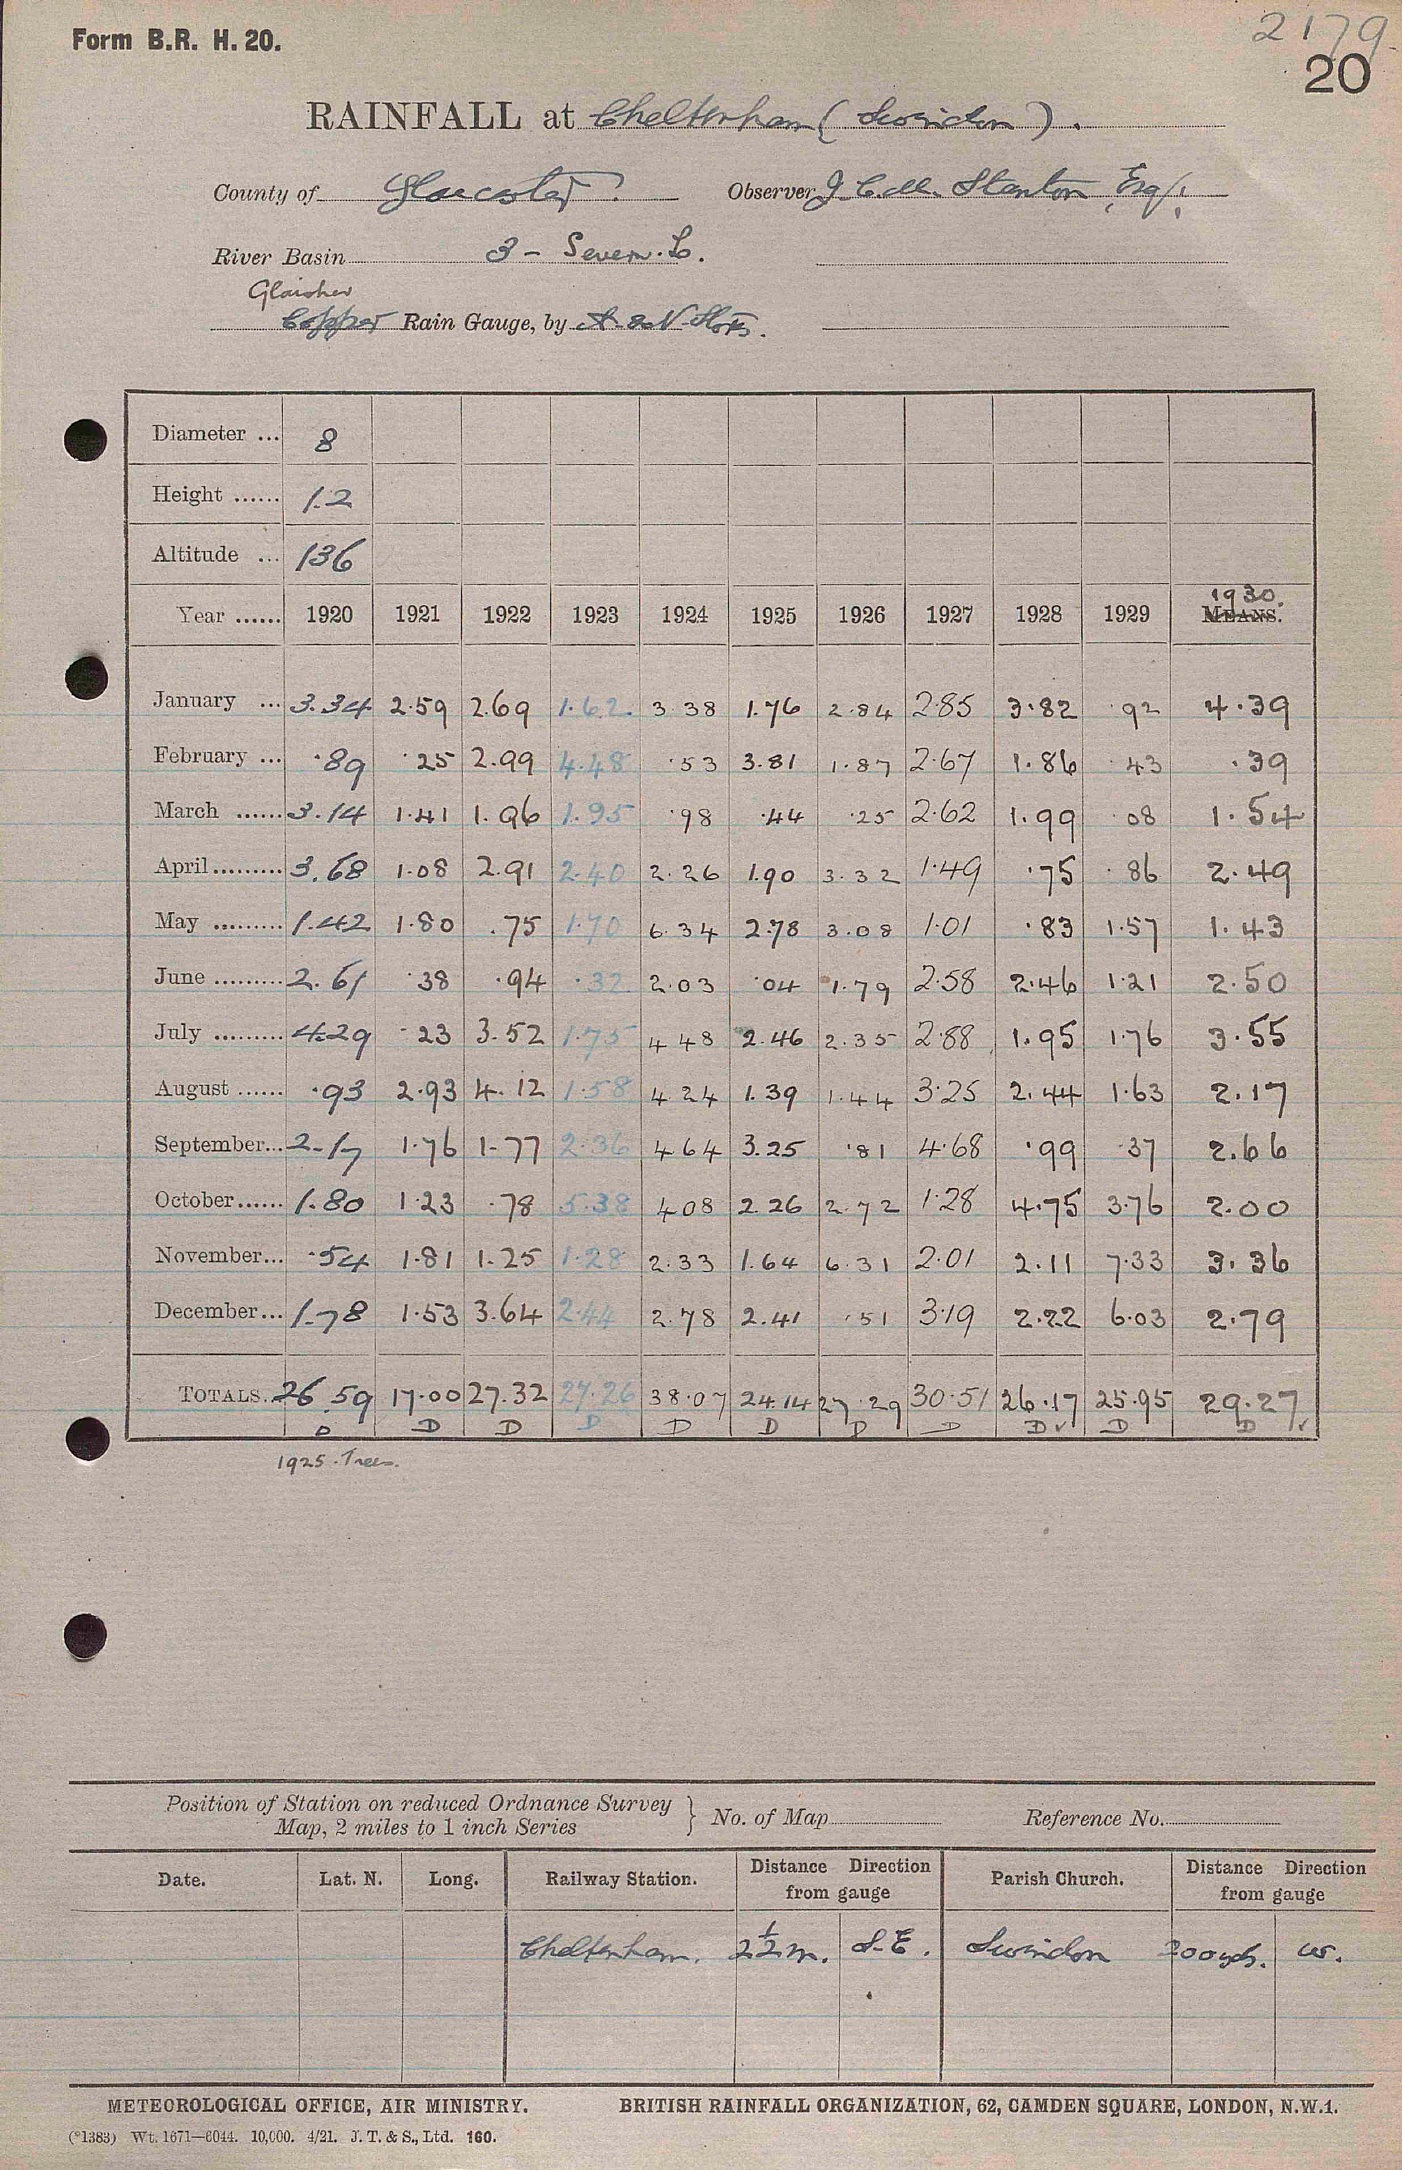 Form B.R. H. 20.
2179
20
RAINFALL at Cheltenham (Swindon).
County of Gloucester. Observer J. C. M. Stanton Esq;
River Basin 3 - Severn. Lo.
Glaisher
Copper Rain Gauge, by A & N Stores.
Diameter ... 8
Height ...... 1.2
Altitude ... 136
1930.
Year ...... 1920 1921 1922 1923 1924 1925 1926 1927 1928 1929 MEANS.
January ... 3.34 2.59 2.69 1.62 3.38 1.76 2.84 2.85 3.82 .92 4.39
February ... .89 .25 2.99 4.48 .53 3.81 1.87 2.67 1.86 .43 .39
March ...... 3.14 1.41 1.96 1.95 .98 .44 .25 2.62 1.99 .08 1.54
April ......... 3.68 1.08 2.91 2.40 2.26 1.90 3.32 1.49 .75 .86 2.49
May ......... 1.42 1.80 .75 1.70 6.34 2.78 3.08 1.01 .83 1.57 1.43
June ......... 2.61 .38 .94 .32 2.03 .04 1.79 2.58 2.46 1.21 2.50
July ......... 4.29 .23 3.52 1.75 4.48 2.46 2.35 2.88 1.95 1.76 3.55
August ...... .93 2.93 4.12 1.58 4.24 1.39 1.44 3.25 2.44 1.63 2.17
September... 2.17 1.76 1.77 2.36 4.64 3.25 .81 4.68 .99 .37 2.66
October...... 1.80 1.23 .78 5.38 4.08 2.26 2.72 1.28 4.75 3.76 2.00
November... .54 1.81 1.25 1.28 2.33 1.64 6.31 2.01 2.11 7.33 3.36
December... 1.78 1.53 3.64 2.44 2.78 2.41 .51 3.19 2.22 6.03 2.79
TOTALS.. 26.59 17.00 27.32 27.26 38.07 24.14 27.29 30.51 26.17 25.95 29.27
D D D D D D D D D ✓ D D ✓
1925. Trees.
Position of Station on reduced Ordnance Survey
Map, 2 miles to 1 inch Series } No. of Map Reference No.
Date. Lat. N. Long. Railway Station. Distance Direction from gauge Parish Church. Distance Direction from gauge
Cheltenham. 2½ m. S.E. Swindon 200 yds. W.
METEOROLOGICAL OFFICE, AIR MINISTRY. BRITISH RAINFALL ORGANIZATION, 62, CAMDEN SQUARE, LONDON, N.W.1.
(*1383) Wt. 1671—6044. 10,000. 4/21. J. T. & S., Ltd. 160.